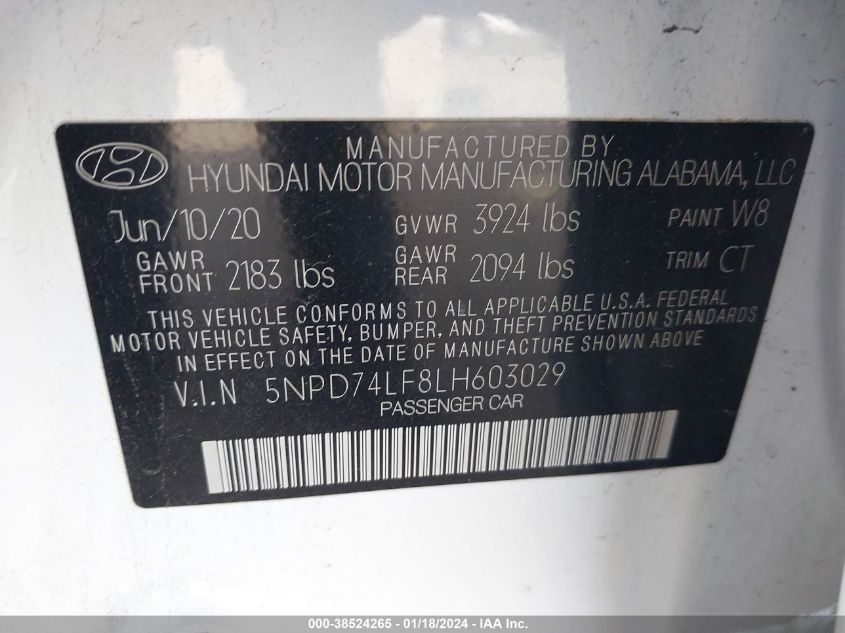 MANUFACTURED BY
HYUNDAI MOTOR MANUFACTURING ALABAMA, LLC
Jun/10/20 GVWR 3924 lbs PAINT W8
GAWR FRONT 2183 lbs GAWR REAR 2094 lbs TRIM CT
THIS VEHICLE CONFORMS TO ALL APPLICABLE U.S.A. FEDERAL
MOTOR VEHICLE SAFETY, BUMPER, AND THEFT PREVENTION STANDARDS
IN EFFECT ON THE DATE OF MANUFACTURE SHOWN ABOVE
V.I.N 5NPD74LF8LH603029
PASSENGER CAR
000-38524265 - 01/18/2024 - IAA Inc.